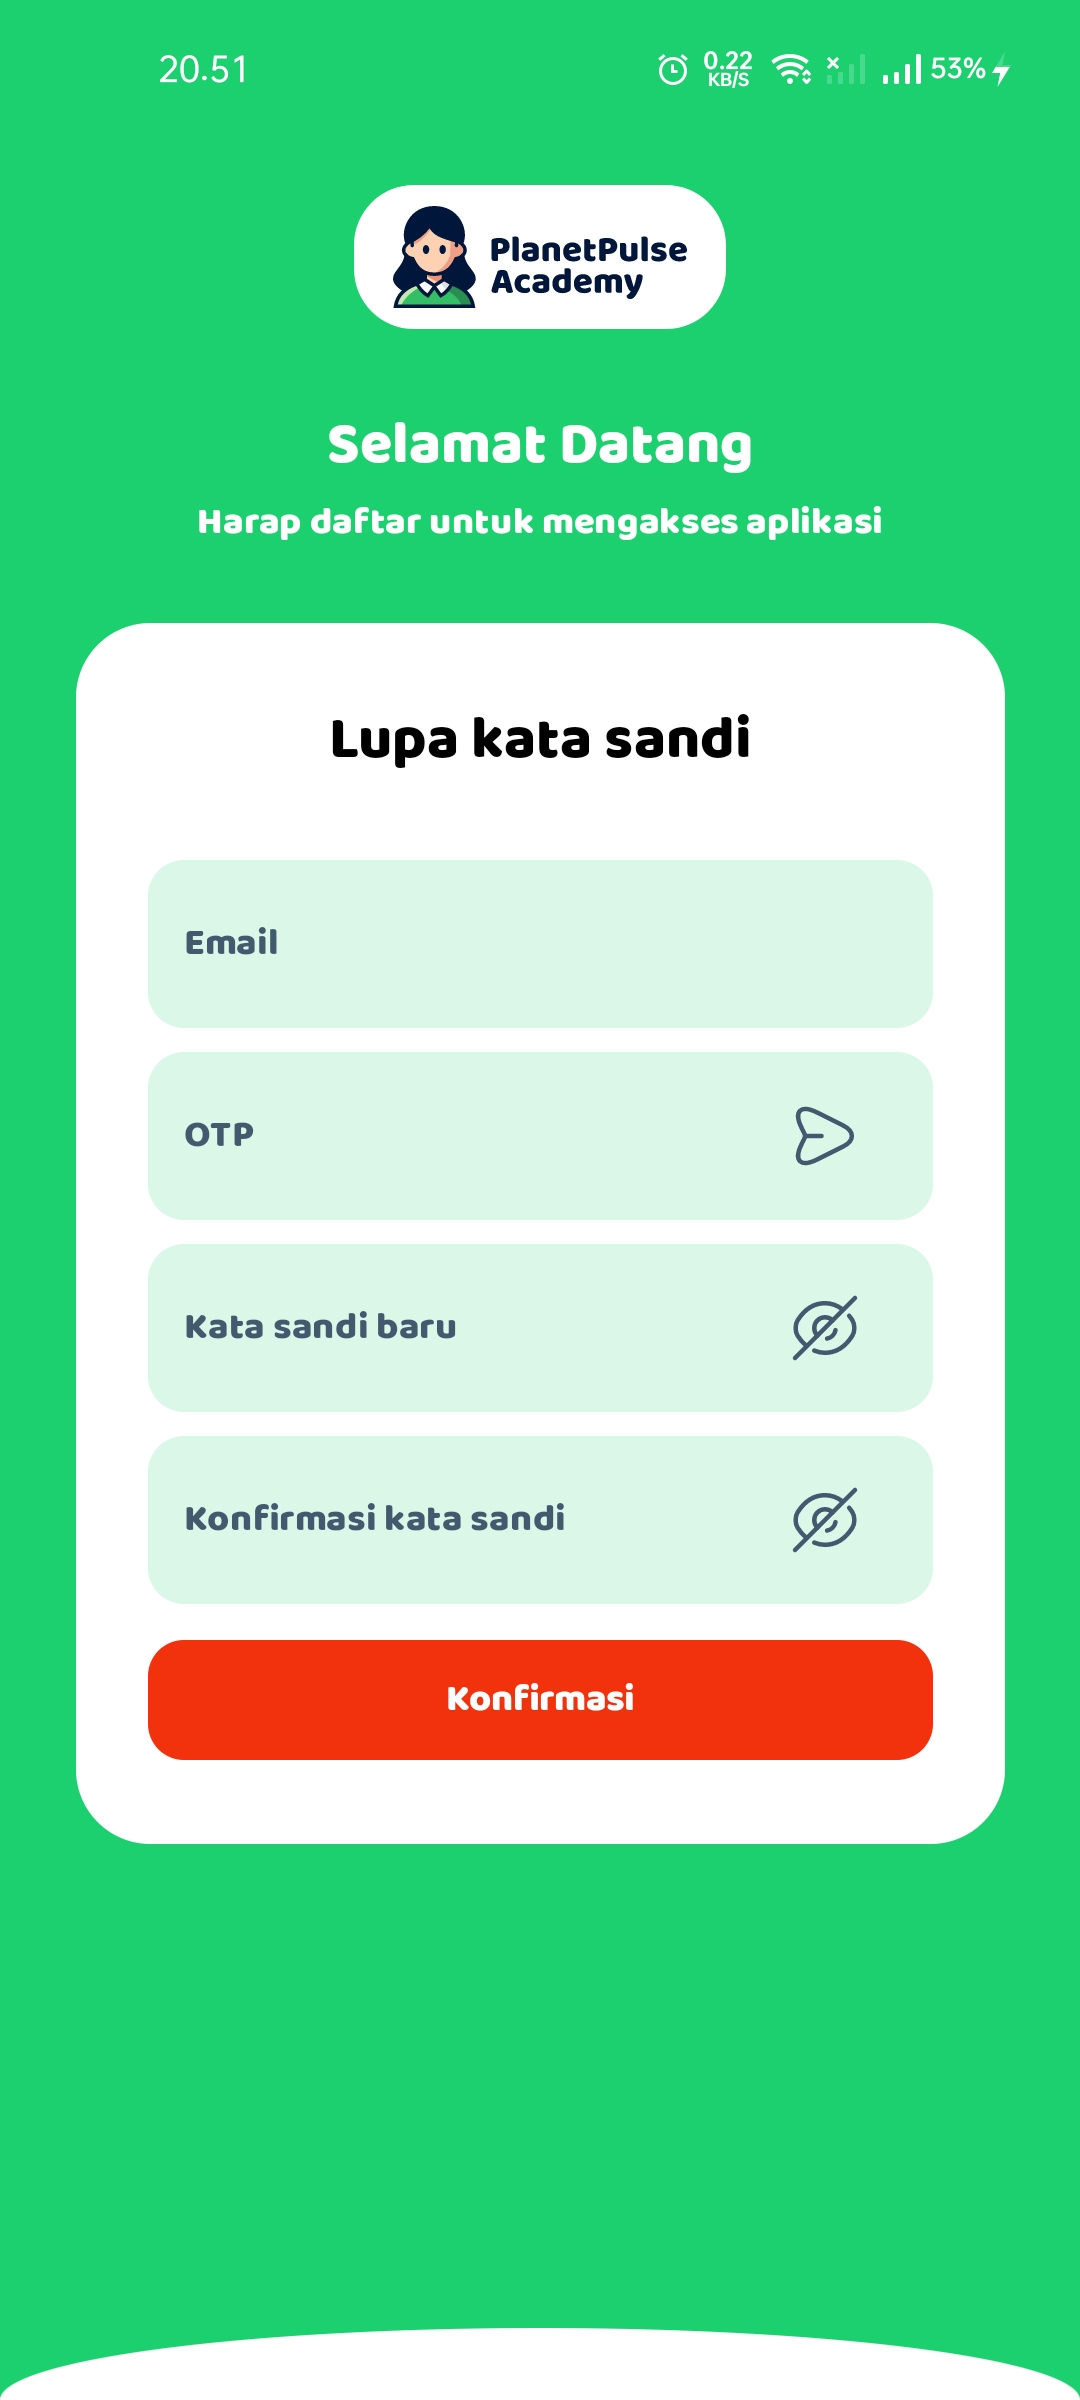 20.51
0.22
KB/S
53%
PlanetPulse
Academy
Selamat Datang
Harap daftar untuk mengakses aplikasi
Lupa kata sandi
Email
OTP
Kata sandi baru
Konfirmasi kata sandi
Konfirmasi